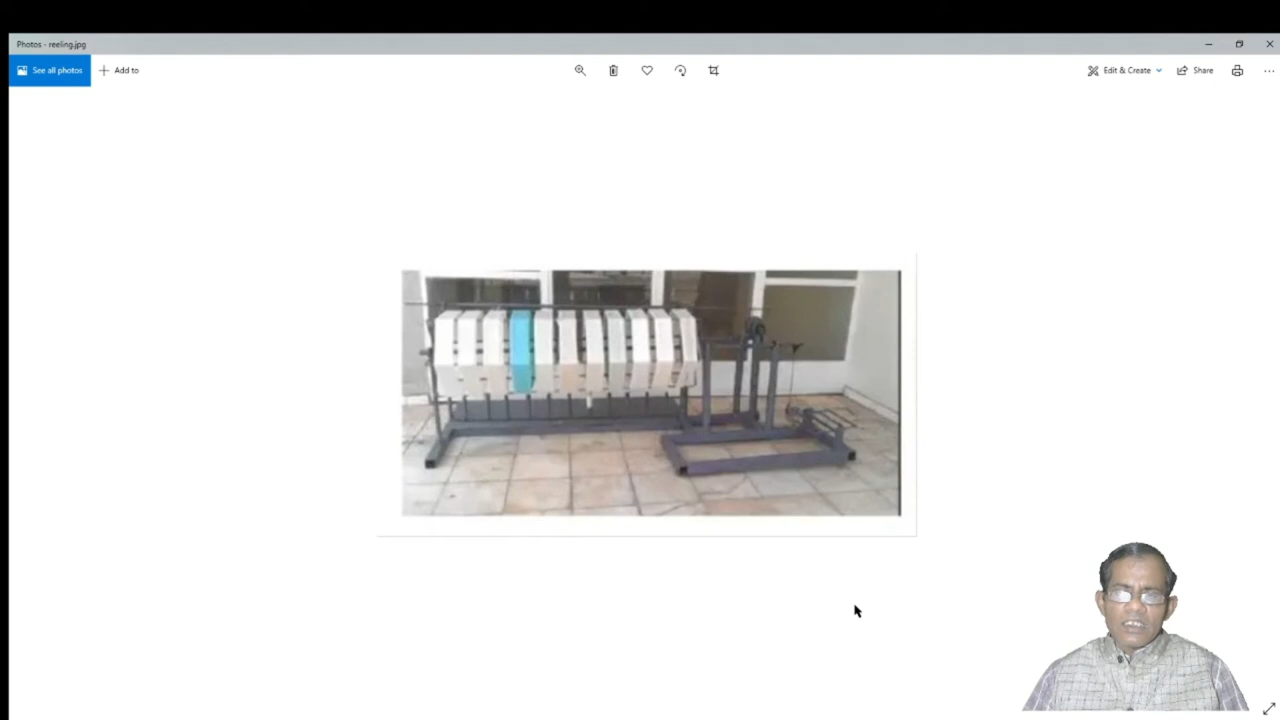 Photos - reeling.jpg
See all photos
Add to
Edit & Create
Share